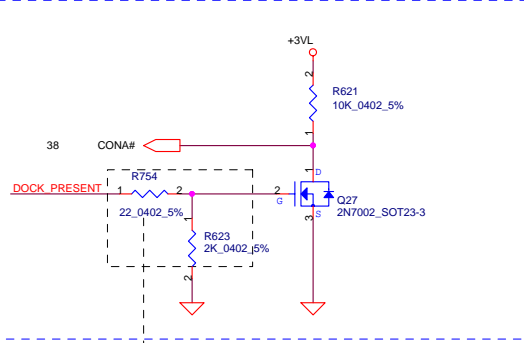 +3VL
2
R621
10K_0402_5%
1
38 CONA#
R754
1 D
DOCK_PRESENT 1 2 2
G
Q27
2N7002_SOT23-3
22_0402_5%
S
3
1
R623
2K_0402_5%
2